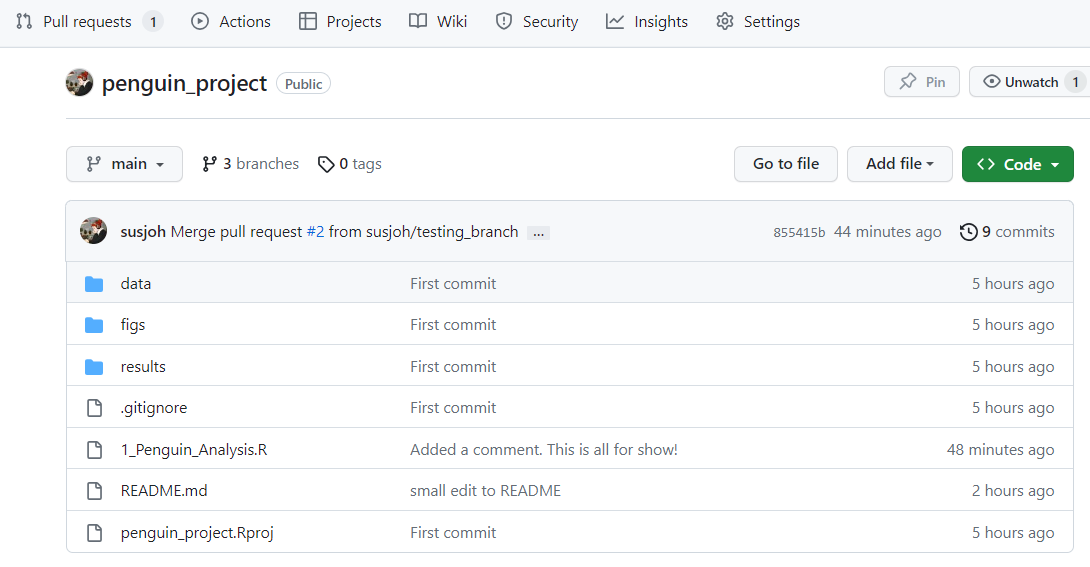 Pull requests 1 Actions Projects Wiki Security Insights Settings
penguin_project Public Pin Unwatch 1
main 3 branches 0 tags Go to file Add file Code
susjoh Merge pull request #2 from susjoh/testing_branch ... 855415b 44 minutes ago 9 commits
data First commit 5 hours ago
figs First commit 5 hours ago
results First commit 5 hours ago
.gitignore First commit 5 hours ago
1_Penguin_Analysis.R Added a comment. This is all for show! 48 minutes ago
README.md small edit to README 2 hours ago
penguin_project.Rproj First commit 5 hours ago